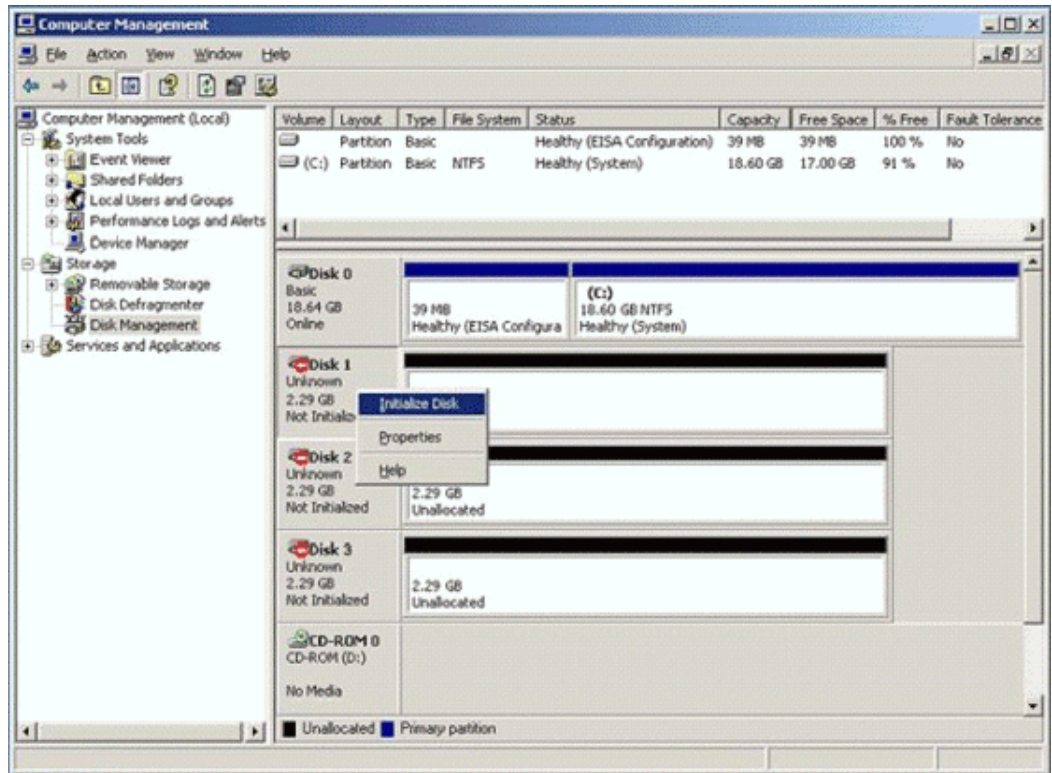 Computer Management
File Action View Window Help
Computer Management (Local)
System Tools
Event Viewer
Shared Folders
Local Users and Groups
Performance Logs and Alerts
Device Manager
Storage
Removable Storage
Disk Defragmenter
Disk Management
Services and Applications
Volume Layout Type File System Status Capacity Free Space % Free Fault Tolerance
Partition Basic Healthy (EISA Configuration) 39 MB 39 MB 100 % No
(C:) Partition Basic NTFS Healthy (System) 18.60 GB 17.00 GB 91 % No
Disk 0
Basic
18.64 GB
Online
39 MB
Healthy (EISA Configura
(C:)
18.60 GB NTFS
Healthy (System)
Disk 1
Unknown
2.29 GB
Not Initializ
Initialize Disk
Properties
Help
Disk 2
Unknown
2.29 GB
Not Initialized
2.29 GB
Unallocated
Disk 3
Unknown
2.29 GB
Not Initialized
2.29 GB
Unallocated
CD-ROM 0
CD-ROM (D:)
No Media
Unallocated Primary partition